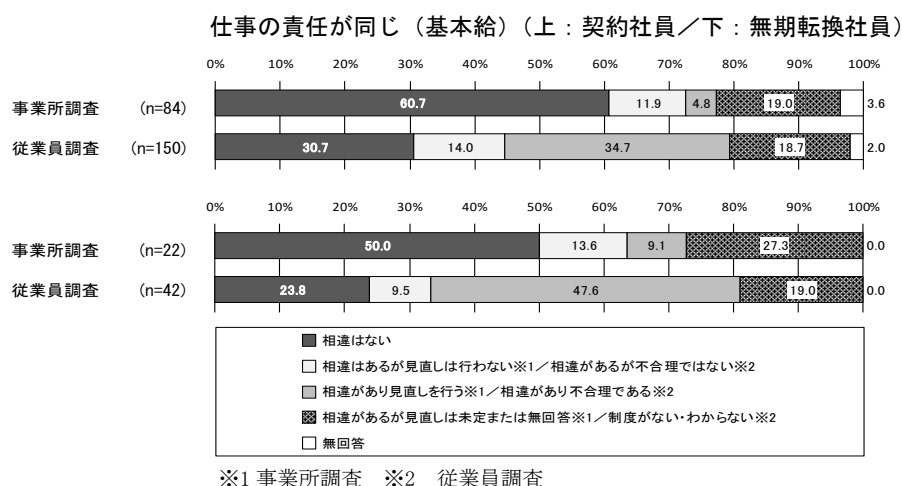 仕事の責任が同じ（基本給）（上：契約社員／下：無期転換社員）
0% 10% 20% 30% 40% 50% 60% 70% 80% 90% 100%
事業所調査 (n=84) 60.7 11.9 4.8 19.0 3.6
従業員調査 (n=150) 30.7 14.0 34.7 18.7 2.0
0% 10% 20% 30% 40% 50% 60% 70% 80% 90% 100%
事業所調査 (n=22) 50.0 13.6 9.1 27.3 0.0
従業員調査 (n=42) 23.8 9.5 47.6 19.0 0.0
相違はない
相違はあるが見直しは行わない※1／相違があるが不合理ではない※2
相違があり見直しを行う※1／相違があり不合理である※2
相違があるが見直しは未定または無回答※1／制度がない・わからない※2
無回答
※1 事業所調査　※2　従業員調査